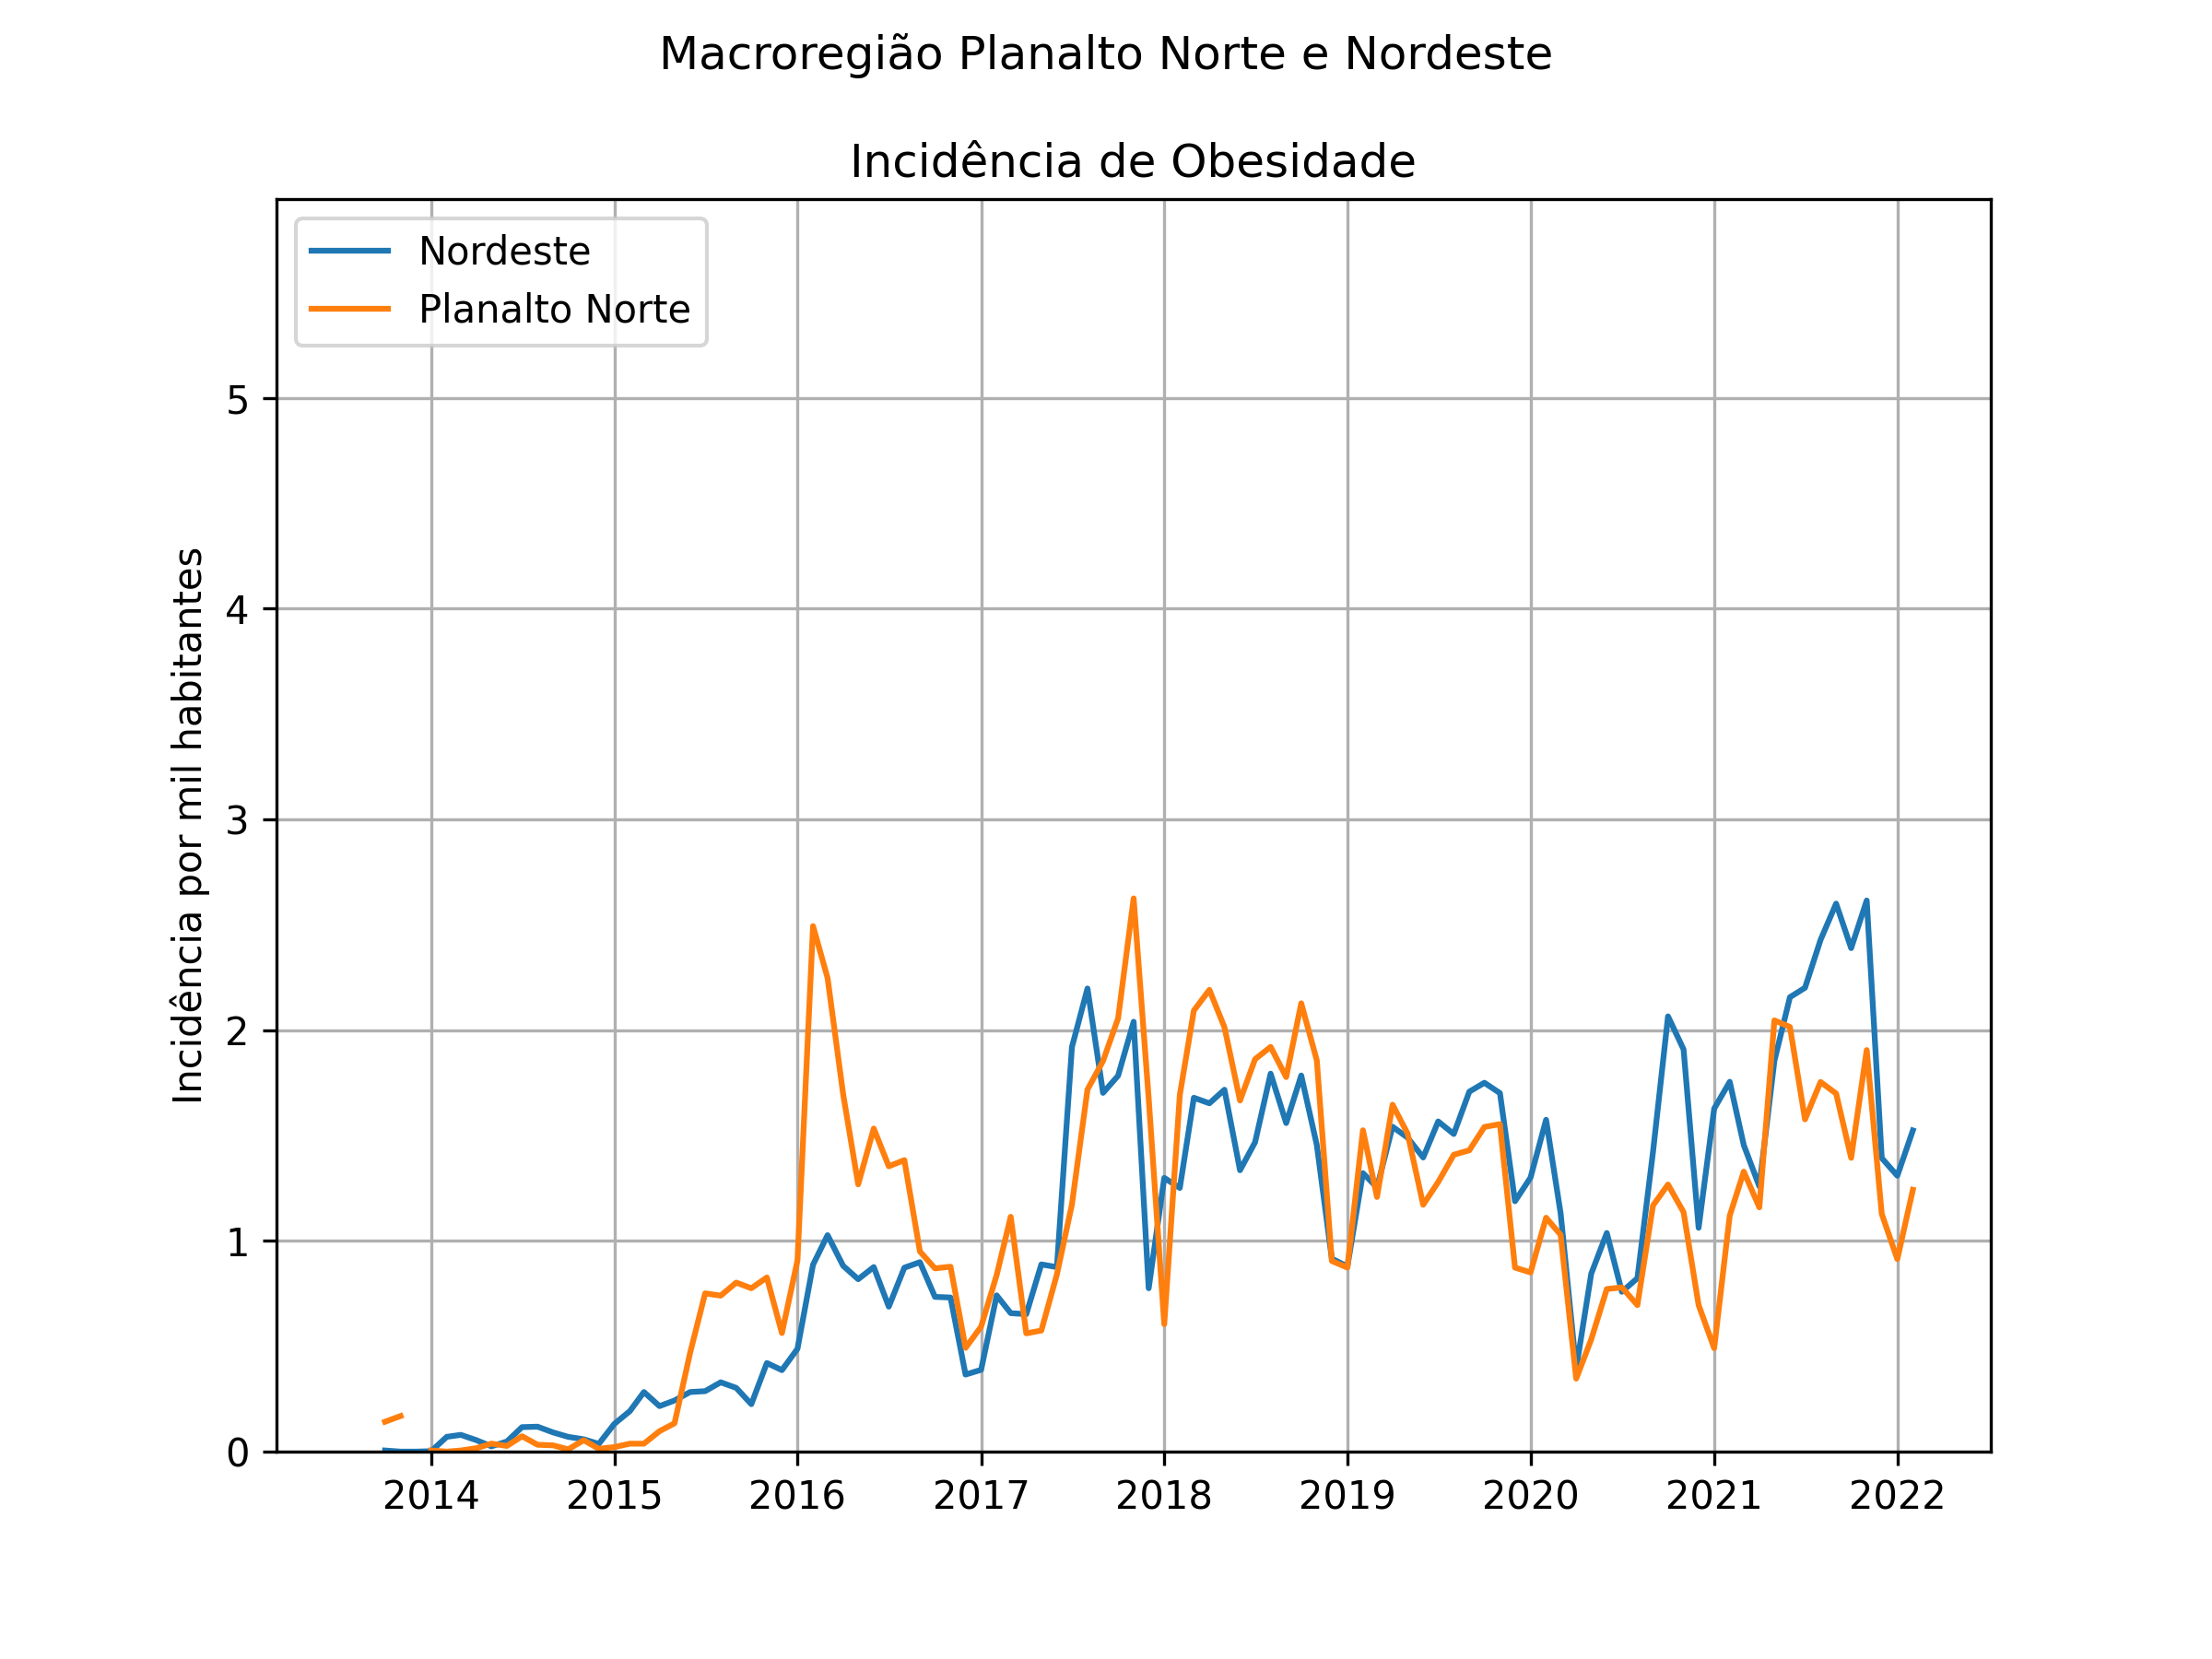 Macroregião Planalto Norte e Nordeste
Incidência de Obesidade
Nordeste
Planalto Norte
Incidência por mil habitantes
5
4
3
2
1
0
2014 2015 2016 2017 2018 2019 2020 2021 2022